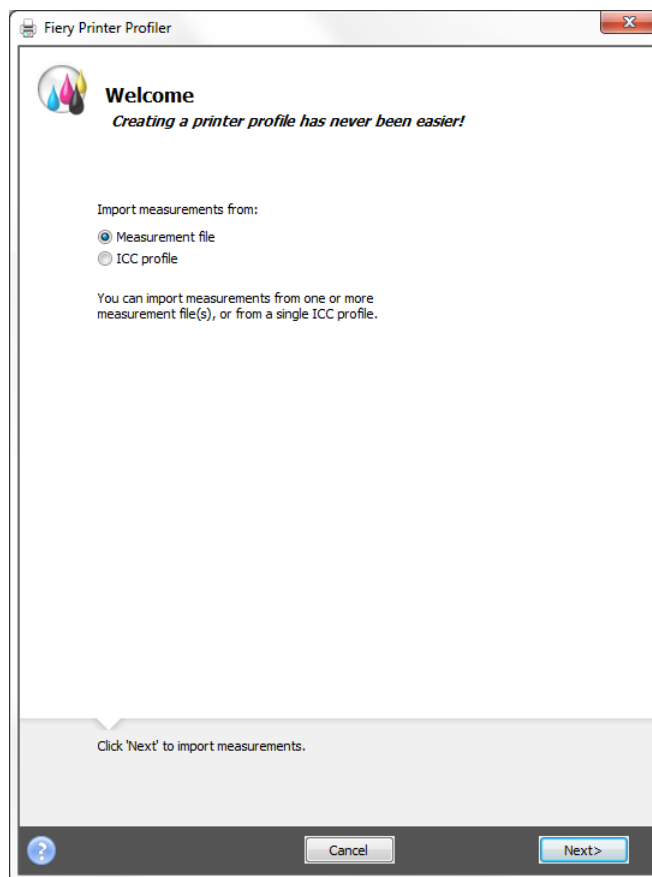 Fiery Printer Profiler
x
Welcome
Creating a printer profile has never been easier!
Import measurements from:
Measurement file
ICC profile
You can import measurements from one or more
measurement file(s), or from a single ICC profile.
Click 'Next' to import measurements.
?
Cancel
Next>